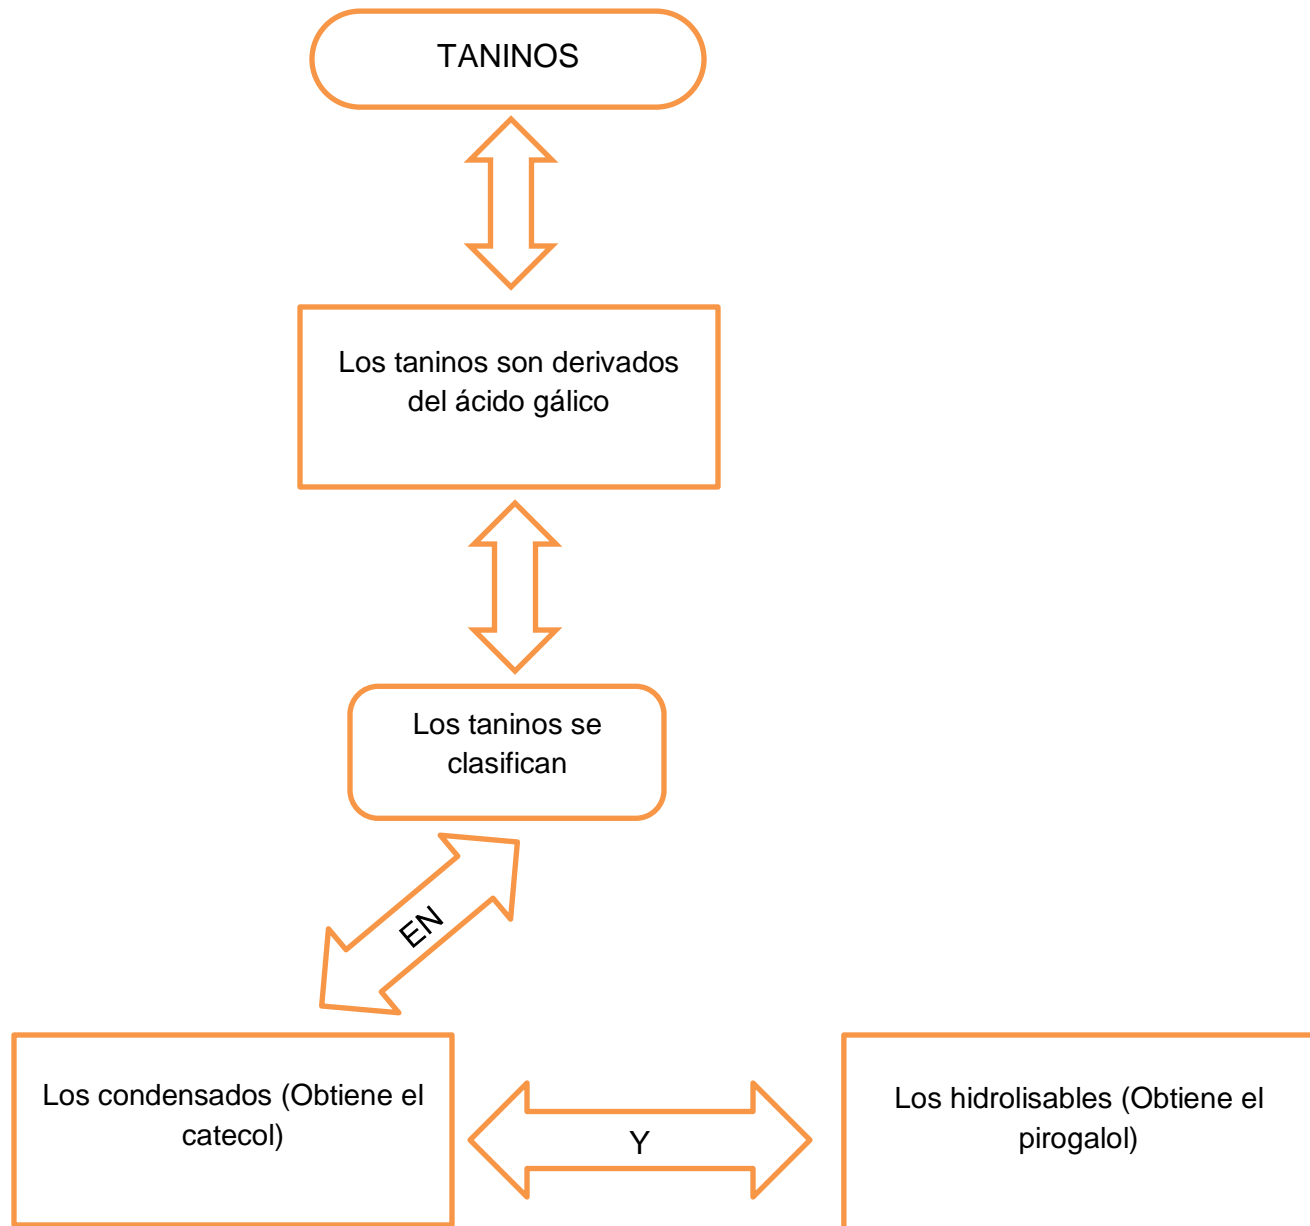 TANINOS
Los taninos son derivados
del ácido gálico
Los taninos se
clasifican
EN
Los condensados (Obtiene el
catecol)
Y
Los hidrolisables (Obtiene el
pirogalol)